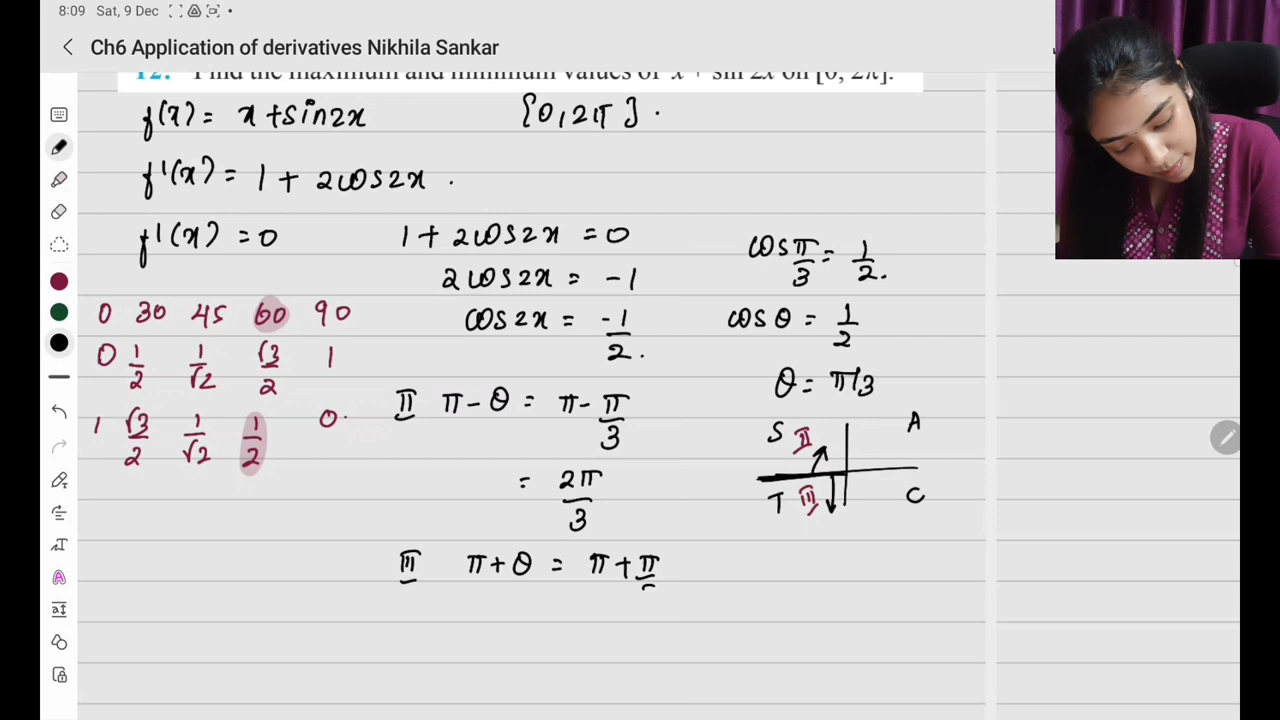 8:09 Sat, 9 Dec
Ch6 Application of derivatives Nikhila Sankar
12. Find the maximum and minimum values of x + sin 2x on [0, 2π].
f(x) = x + sin2x [0, 2π].
f'(x) = 1 + 2cos2x.
f'(x) = 0 1 + 2cos2x = 0
2cos2x = -1
cos2x = -1/2.
cos π/3 = 1/2.
cos θ = 1/2
θ = π/3
0 30 45 60 90
0 1/2 1/√2 √3/2 1
1 √3/2 1/√2 1/2 0.
II π - θ = π - π/3
= 2π/3
S II A
T III C
III π + θ = π + π